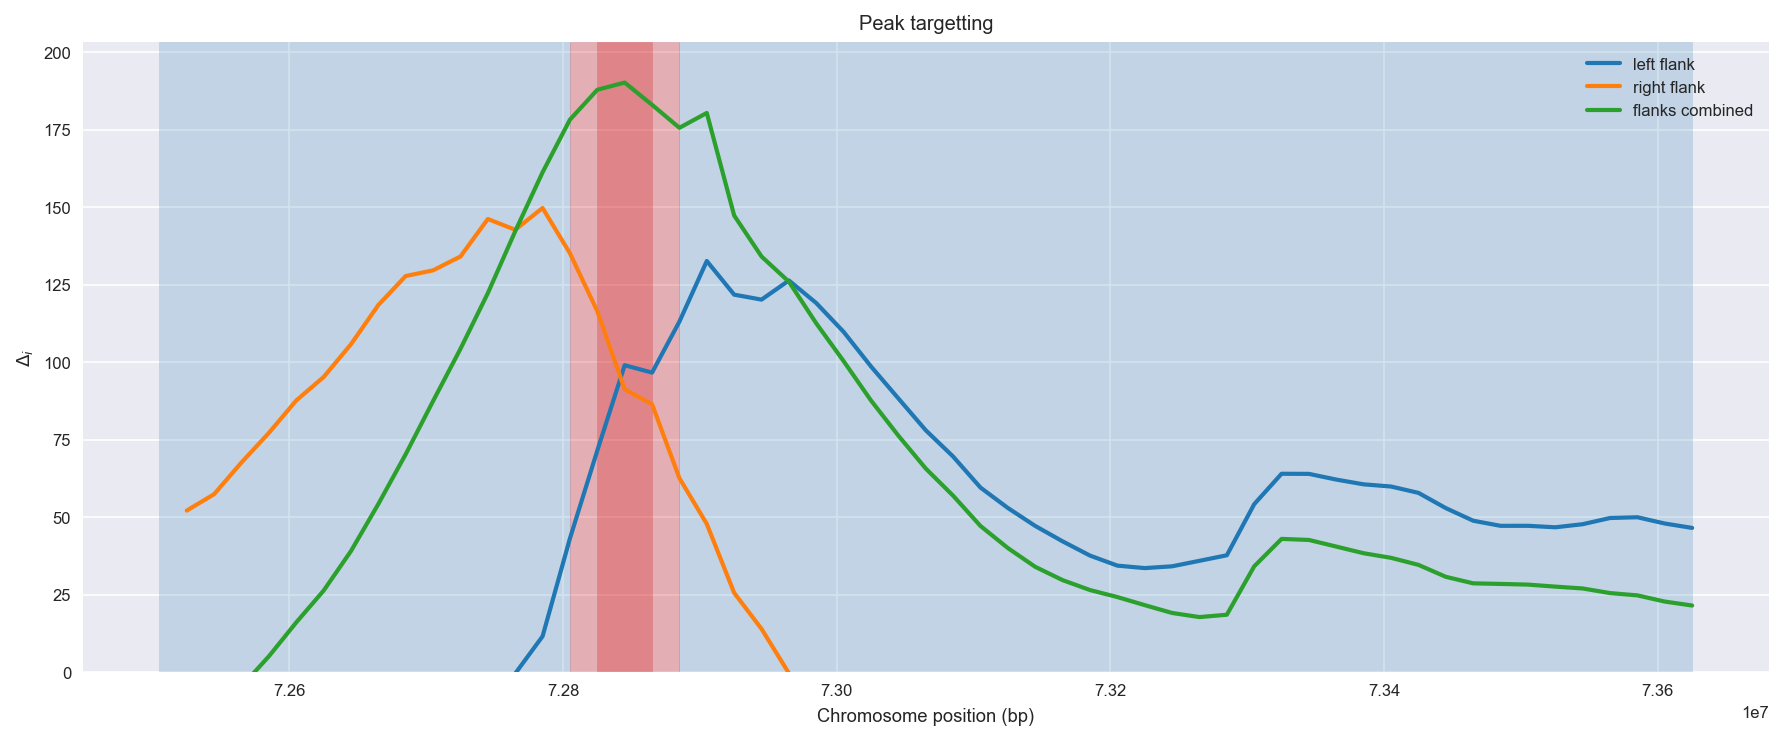 Peak targetting
200
175
150
125
100
75
50
25
0
Δi
left flank
right flank
flanks combined
7.26 7.28 7.30 7.32 7.34 7.36
1e7
Chromosome position (bp)